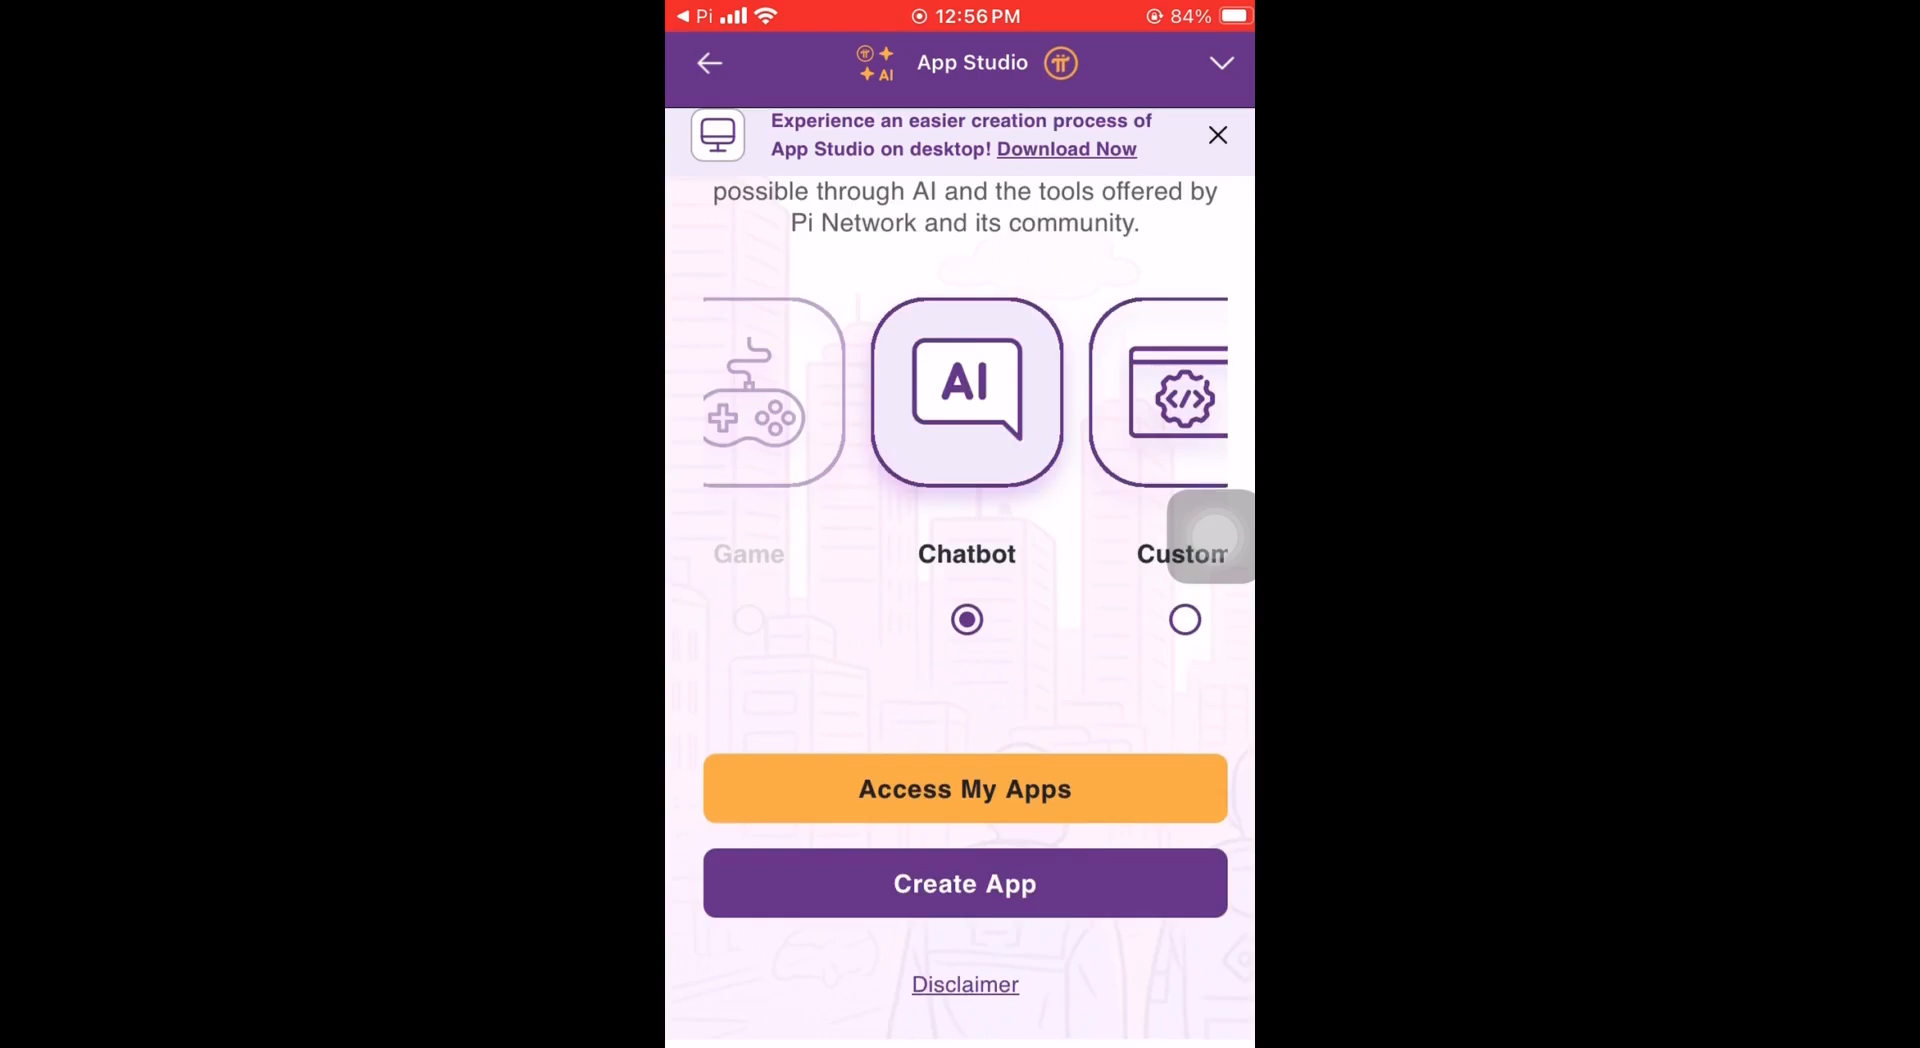 Pi 12:56 PM 84%
AI App Studio
Experience an easier creation process of
App Studio on desktop! Download Now
possible through AI and the tools offered by
Pi Network and its community.
AI
Game Chatbot Custom
Access My Apps
Create App
Disclaimer